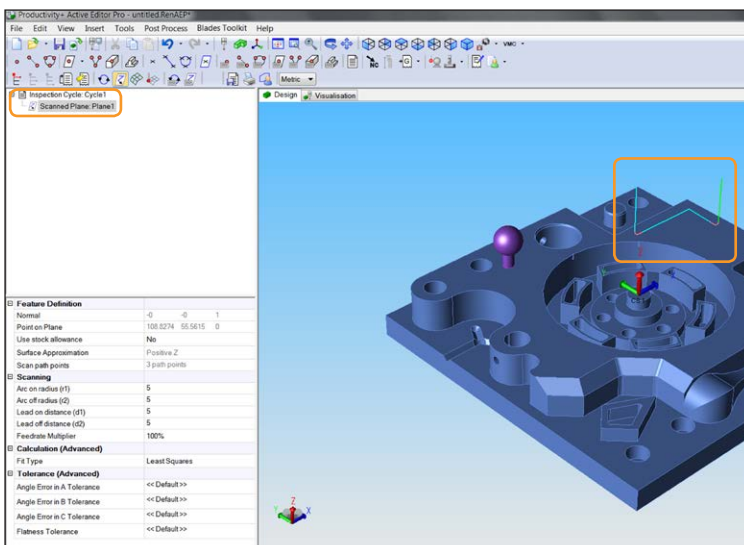 Productivity+ Active Editor Pro - untitled.RenAEP*
File Edit View Insert Tools Post Process Blades Toolkit Help
VMC
NC
Metric
Inspection Cycle: Cycle1
Scanned Plane: Plane1
Design Visualisation
Feature Definition
Normal -0 -0 1
Point on Plane 108.8274 55.5615 0
Use stock allowance No
Surface Approximation Positive Z
Scan path points 3 path points
Scanning
Arc on radius (r1) 5
Arc off radius (r2) 5
Lead on distance (d1) 5
Lead off distance (d2) 5
Feedrate Multiplier 100%
Calculation (Advanced)
Fit Type Least Squares
Tolerance (Advanced)
Angle Error in A Tolerance << Default >>
Angle Error in B Tolerance << Default >>
Angle Error in C Tolerance << Default >>
Flatness Tolerance << Default >>
Z
Y X